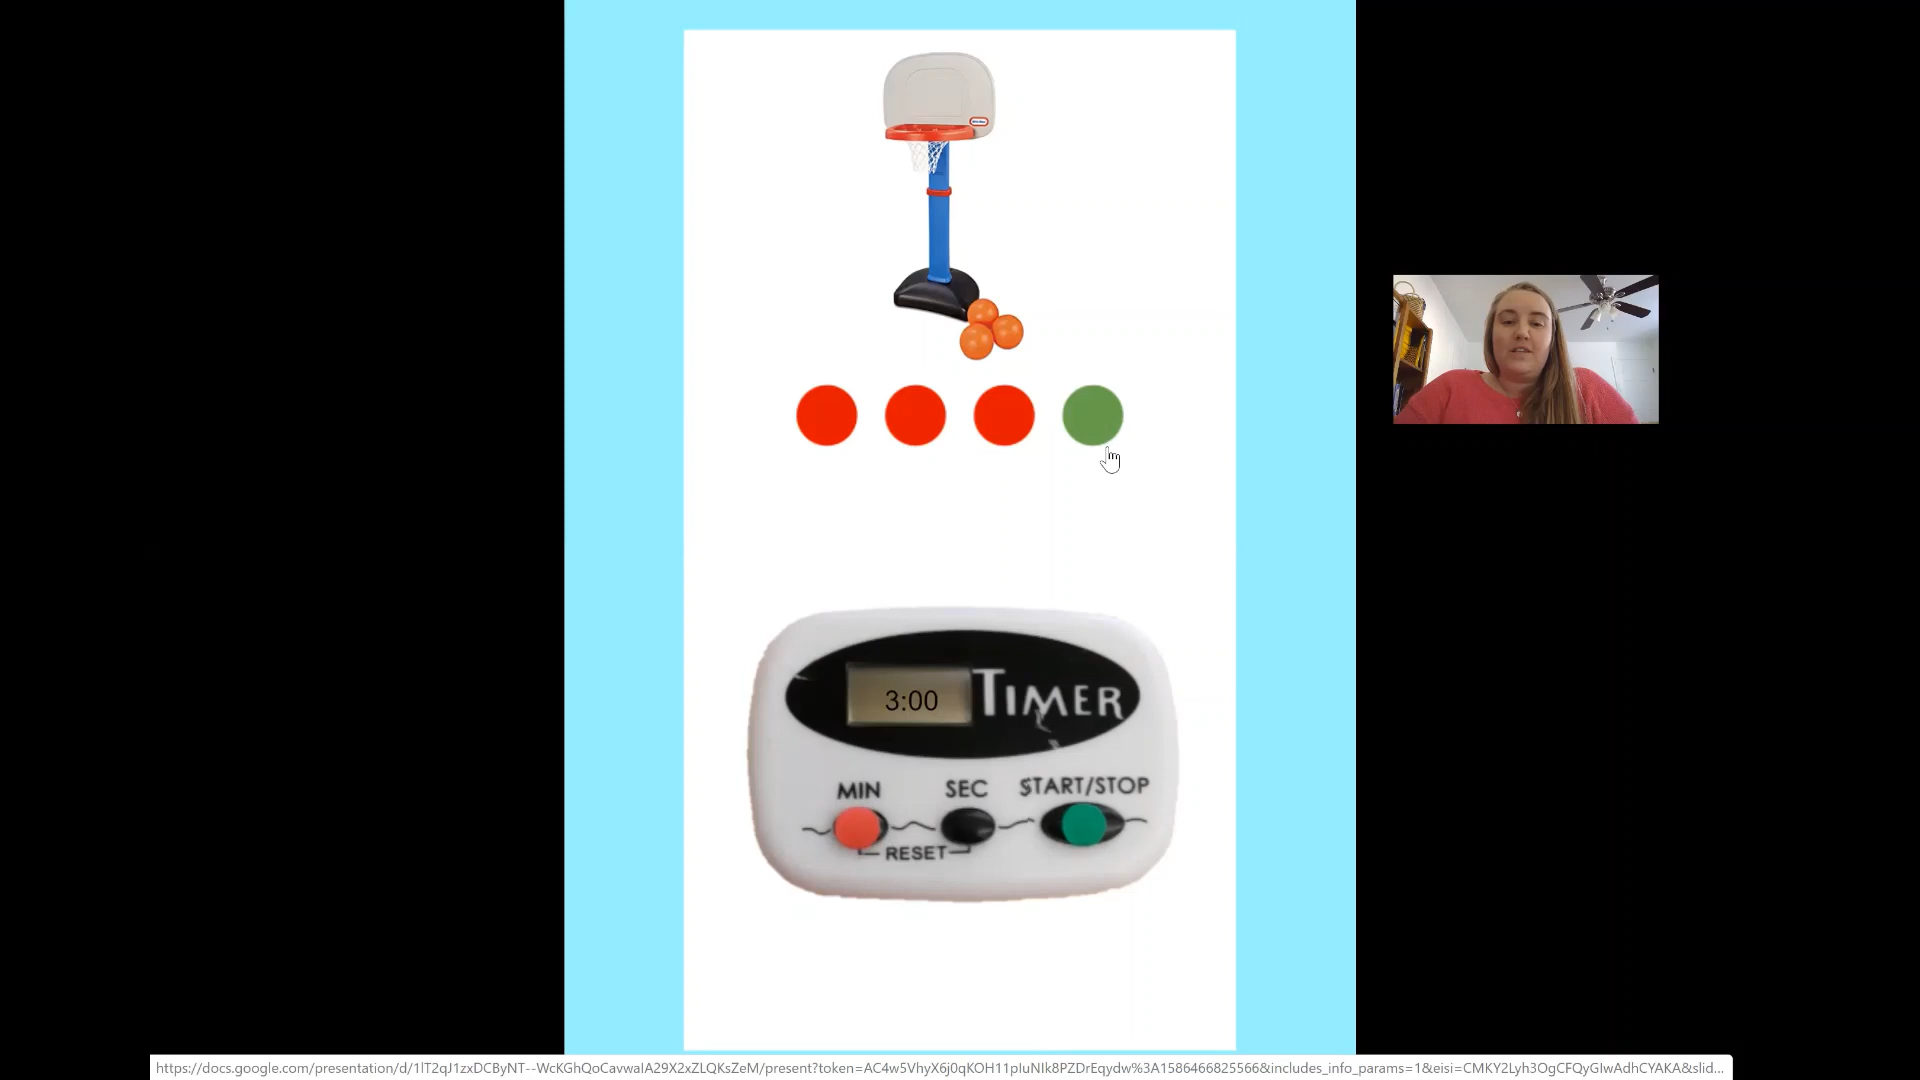 3:00
TIMER
MIN SEC START/STOP
RESET
https://docs.google.com/presentation/d/1lT2qJ1zxDCByNT--WcKGhQoCavwaIA29X2xZLQKsZeM/present?token=AC4w5VhyX6j0qKOH11pIuNIk8PZDrEqydw%3A1586466825566&includes_info_params=1&eisi=CMKY2Lyh3OgCFQyGIwAdhCYAKA&slid...